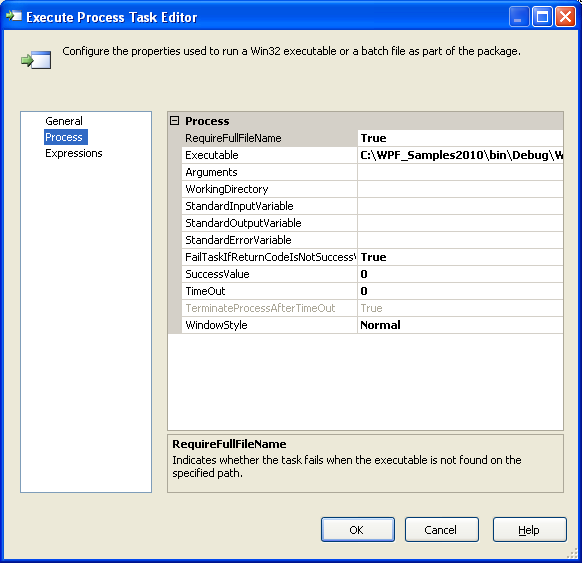 Execute Process Task Editor
Configure the properties used to run a Win32 executable or a batch file as part of the package.
General
Process
Expressions
Process
RequireFullFileName True
Executable C:\WPF_Samples2010\bin\Debug\W
Arguments
WorkingDirectory
StandardInputVariable
StandardOutputVariable
StandardErrorVariable
FailTaskIfReturnCodeIsNotSuccessV True
SuccessValue 0
TimeOut 0
TerminateProcessAfterTimeOut True
WindowStyle Normal
RequireFullFileName
Indicates whether the task fails when the executable is not found on the
specified path.
OK Cancel Help